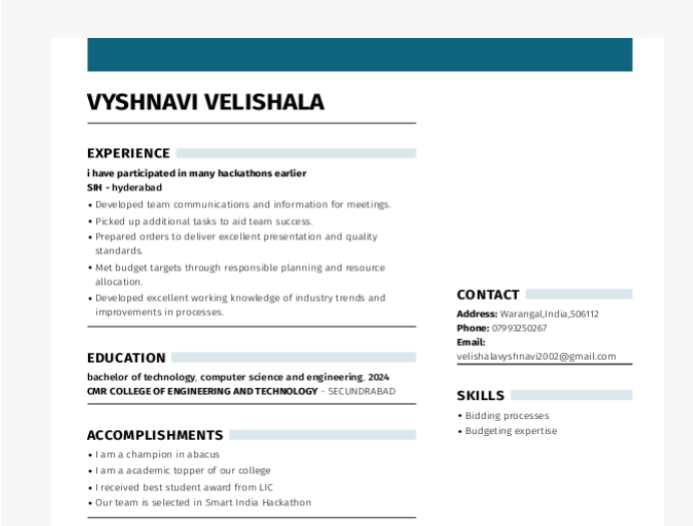 VYSHNAVI VELISHALA
EXPERIENCE
i have participated in many hackathons earlier
SIH - hyderabad
• Developed team communications and information for meetings.
• Picked up additional tasks to aid team success.
• Prepared orders to deliver excellent presentation and quality
standards.
• Met budget targets through responsible planning and resource
allocation.
• Developed excellent working knowledge of industry trends and
improvements in processes.
EDUCATION
bachelor of technology, computer science and engineering, 2024
CMR COLLEGE OF ENGINEERING AND TECHNOLOGY - SECUNDRABAD
ACCOMPLISHMENTS
• I am a champion in abacus
• I am a academic topper of our college
• I received best student award from LIC
• Our team is selected in Smart India Hackathon
CONTACT
Address: Warangal,India,506112
Phone: 07993250267
Email:
velishalavyshnavi2002@gmail.com
SKILLS
• Bidding processes
• Budgeting expertise